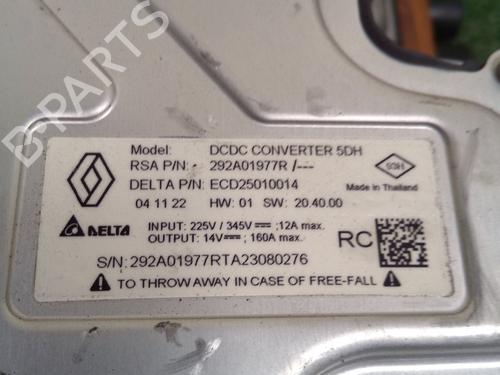 B-PARTS
Model: DCDC CONVERTER 5DH
RSA P/N: 292A01977R /---
DELTA P/N: ECD25010014
93H
Made in Thailand
04 11 22 HW: 01 SW: 20.40.00
DELTA
INPUT: 225V / 345V ⎓ ;12A max.
OUTPUT: 14V ⎓ ; 160A max.
RC
S/N: 292A01977RTA23080276
TO THROW AWAY IN CASE OF FREE-FALL